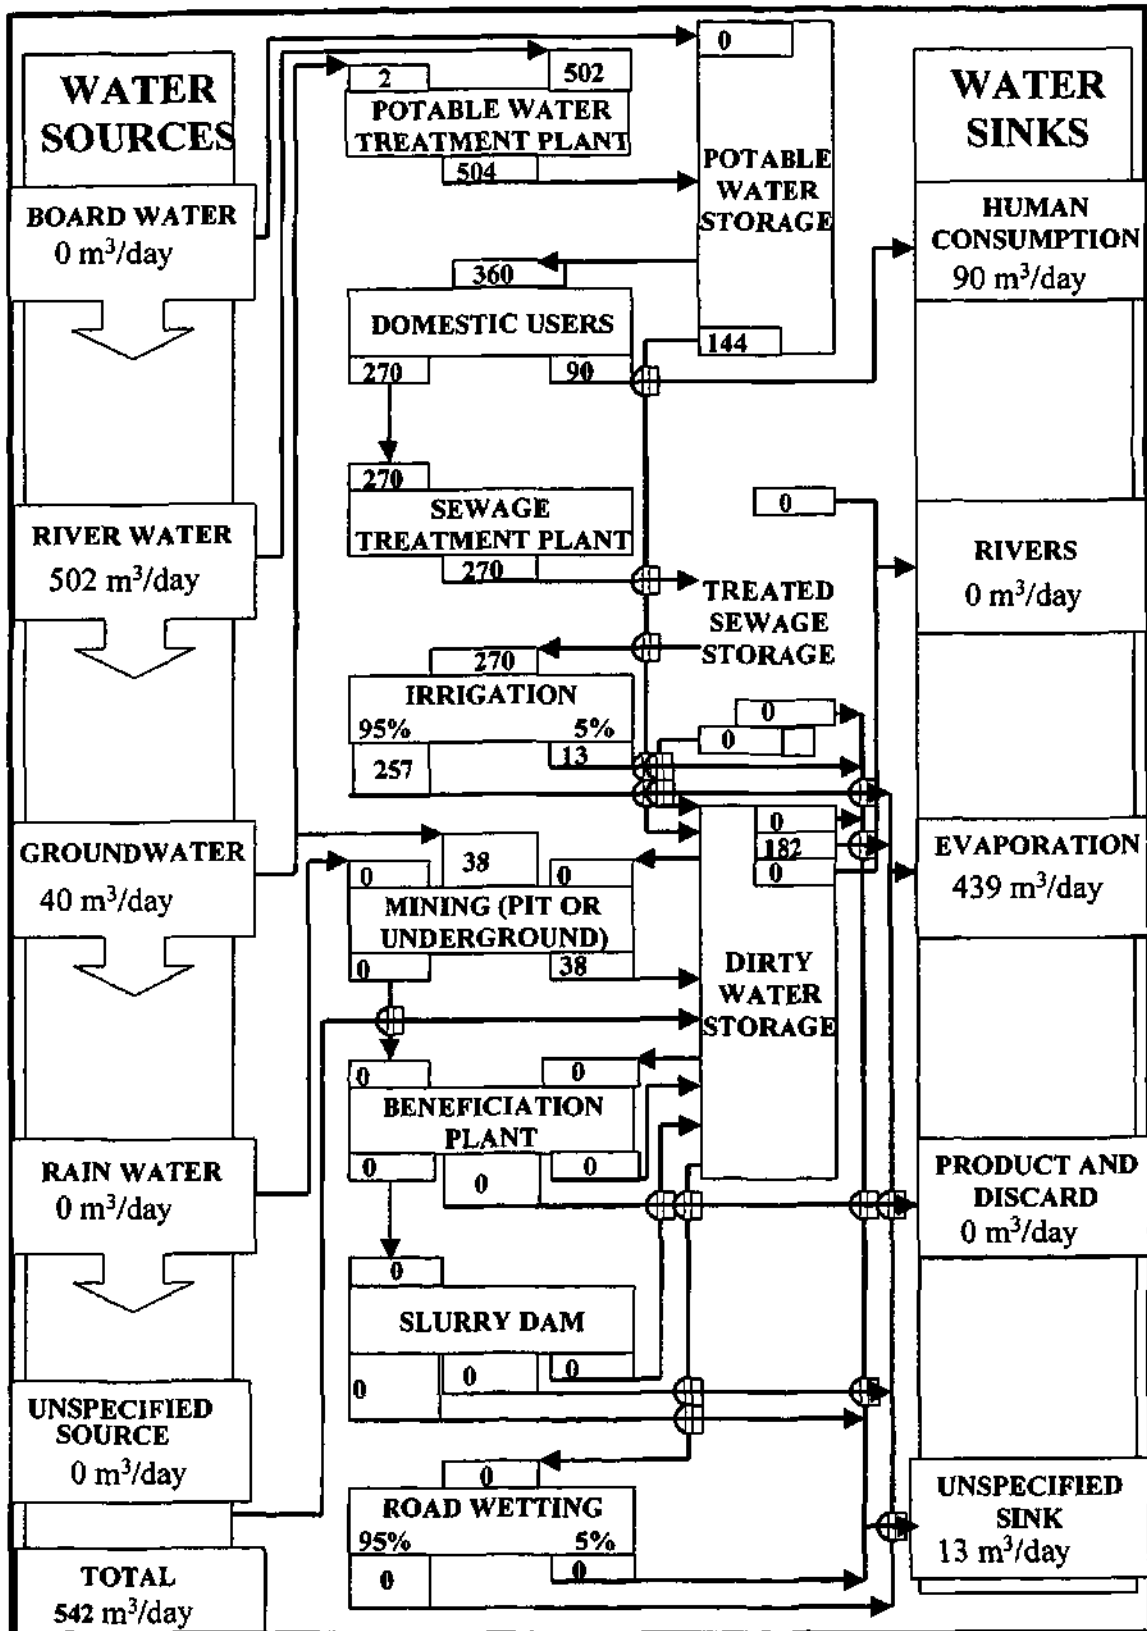 WATER
SOURCES
BOARD WATER
0 m³/day
RIVER WATER
502 m³/day
GROUNDWATER
40 m³/day
RAIN WATER
0 m³/day
UNSPECIFIED
SOURCE
0 m³/day
TOTAL
542 m³/day
2
502
POTABLE WATER
TREATMENT PLANT
504
360
DOMESTIC USERS
270
90
270
SEWAGE
TREATMENT PLANT
270
270
IRRIGATION
95%
5%
257
13
0
38
0
MINING (PIT OR
UNDERGROUND)
0
38
0
0
BENEFICIATION
PLANT
0
0
0
0
SLURRY DAM
0
0
0
0
ROAD WETTING
95%
5%
0
0
0
POTABLE
WATER
STORAGE
144
0
TREATED
SEWAGE
STORAGE
0
0
0
182
0
DIRTY
WATER
STORAGE
WATER
SINKS
HUMAN
CONSUMPTION
90 m³/day
RIVERS
0 m³/day
EVAPORATION
439 m³/day
PRODUCT AND
DISCARD
0 m³/day
UNSPECIFIED
SINK
13 m³/day